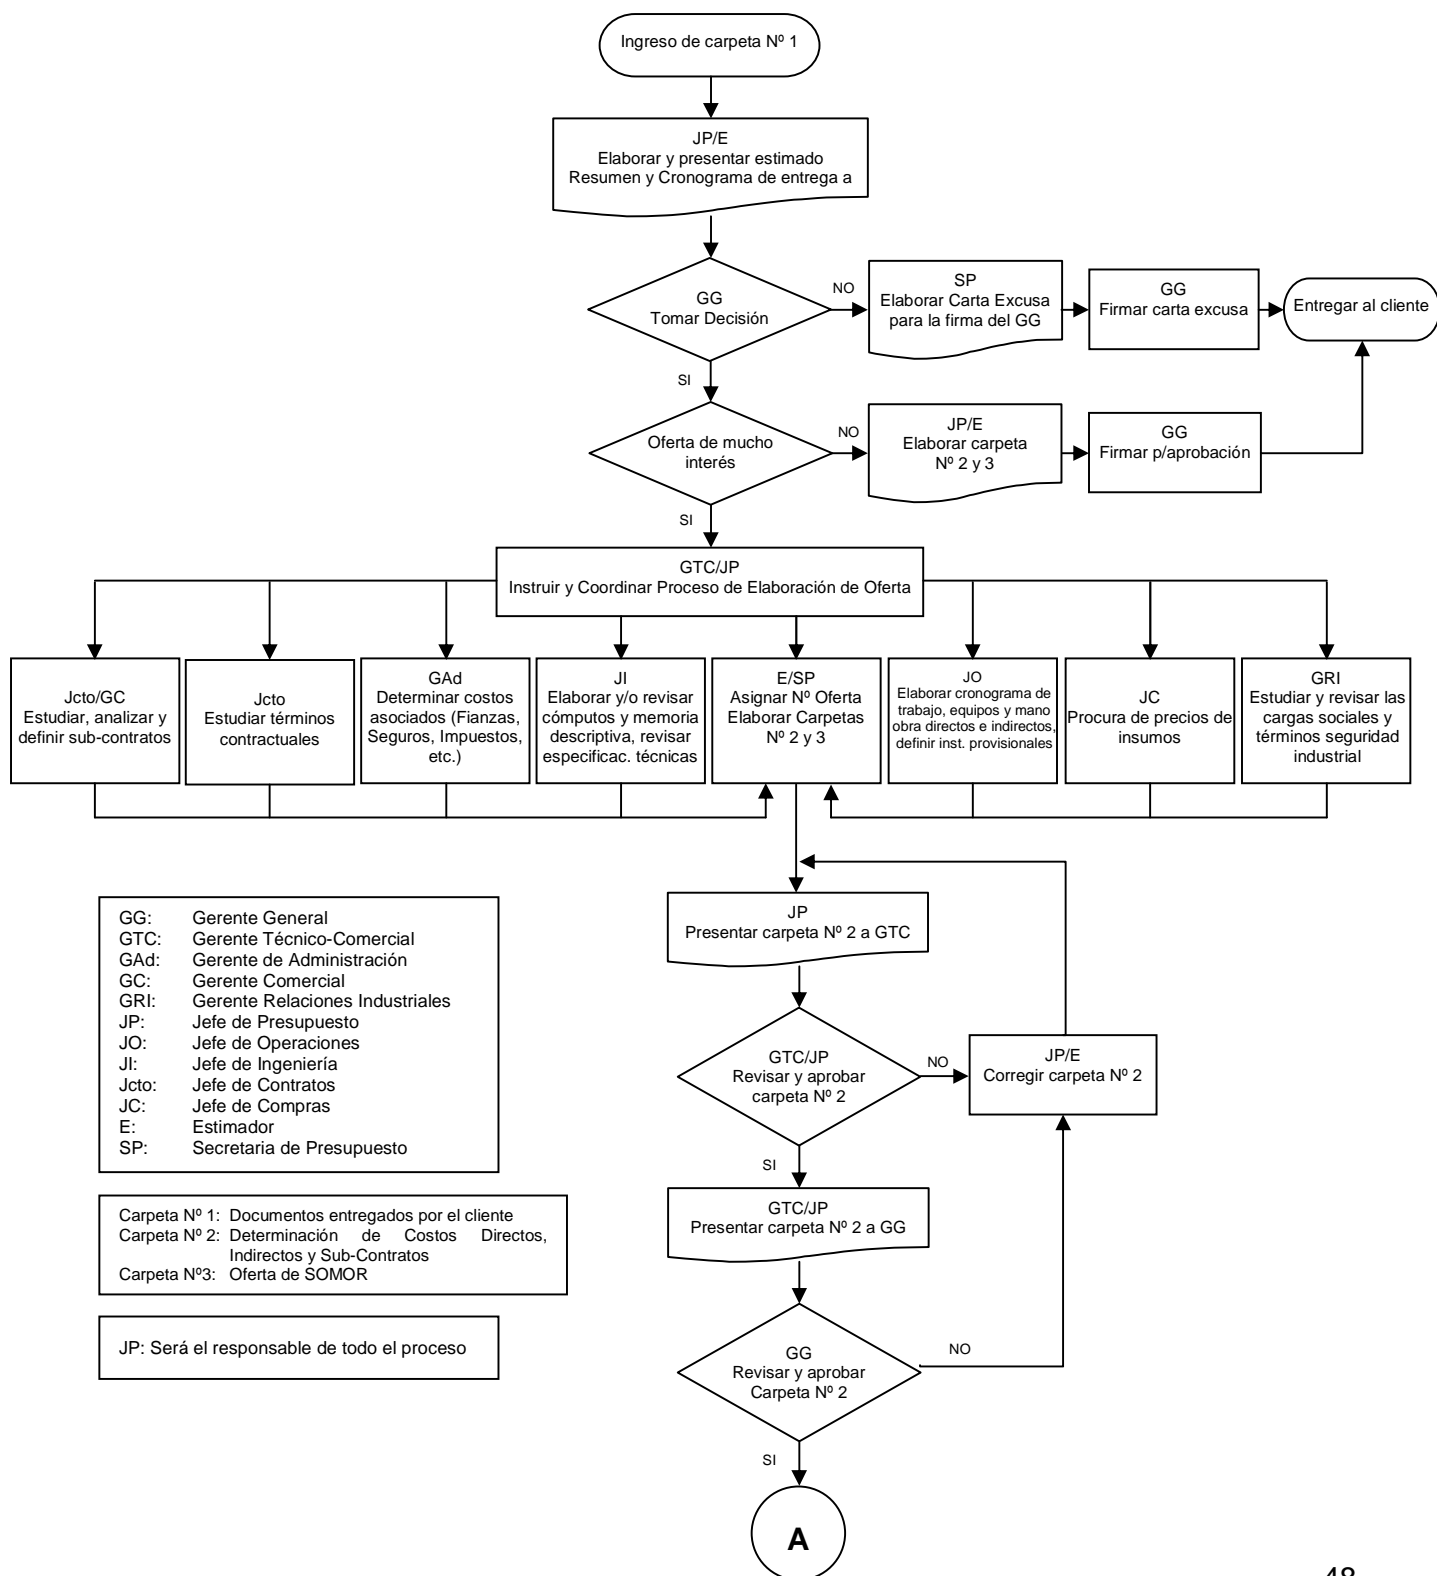 Ingreso de carpeta Nº 1
JP/E
Elaborar y presentar estimado
Resumen y Cronograma de entrega a
GG
Tomar Decisión
NO
SP
Elaborar Carta Excusa
para la firma del GG
GG
Firmar carta excusa
Entregar al cliente
SI
Oferta de mucho
interés
NO
JP/E
Elaborar carpeta
Nº 2 y 3
GG
Firmar p/aprobación
SI
GTC/JP
Instruir y Coordinar Proceso de Elaboración de Oferta
Jcto/GC
Estudiar, analizar y
definir sub-contratos
Jcto
Estudiar términos
contractuales
GAd
Determinar costos
asociados (Fianzas,
Seguros, Impuestos,
etc.)
JI
Elaborar y/o revisar
cómputos y memoria
descriptiva, revisar
especificac. técnicas
E/SP
Asignar Nº Oferta
Elaborar Carpetas
Nº 2 y 3
JO
Elaborar cronograma de
trabajo, equipos y mano
obra directos e indirectos,
definir inst. provisionales
JC
Procura de precios de
insumos
GRI
Estudiar y revisar las
cargas sociales y
términos seguridad
industrial
JP
Presentar carpeta Nº 2 a GTC
GTC/JP
Revisar y aprobar
carpeta Nº 2
NO
JP/E
Corregir carpeta Nº 2
SI
GTC/JP
Presentar carpeta Nº 2 a GG
GG
Revisar y aprobar
Carpeta Nº 2
NO
SI
A
GG: Gerente General
GTC: Gerente Técnico-Comercial
GAd: Gerente de Administración
GC: Gerente Comercial
GRI: Gerente Relaciones Industriales
JP: Jefe de Presupuesto
JO: Jefe de Operaciones
JI: Jefe de Ingeniería
Jcto: Jefe de Contratos
JC: Jefe de Compras
E: Estimador
SP: Secretaria de Presupuesto
Carpeta Nº 1: Documentos entregados por el cliente
Carpeta Nº 2: Determinación de Costos Directos,
Indirectos y Sub-Contratos
Carpeta Nº3: Oferta de SOMOR
JP: Será el responsable de todo el proceso
48